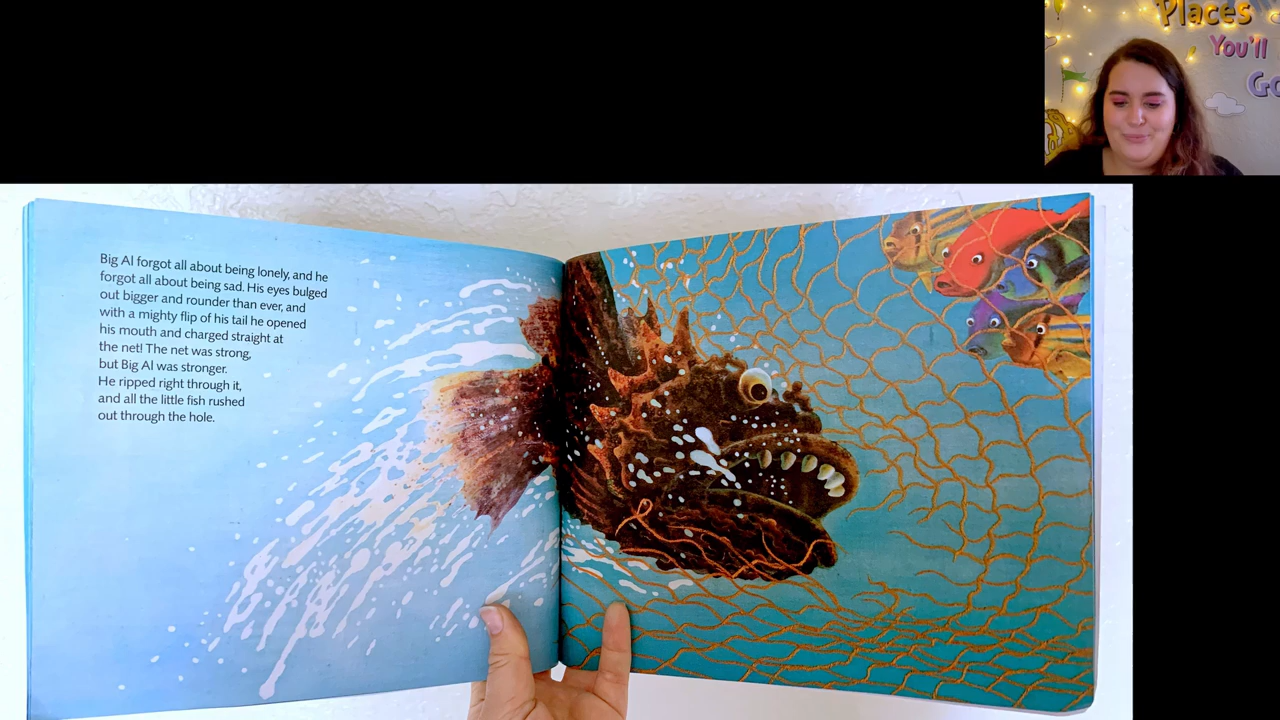 Places
You'll
Go
Big Al forgot all about being lonely, and he
forgot all about being sad. His eyes bulged
out bigger and rounder than ever, and
with a mighty flip of his tail he opened
his mouth and charged straight at
the net! The net was strong,
but Big Al was stronger.
He ripped right through it,
and all the little fish rushed
out through the hole.